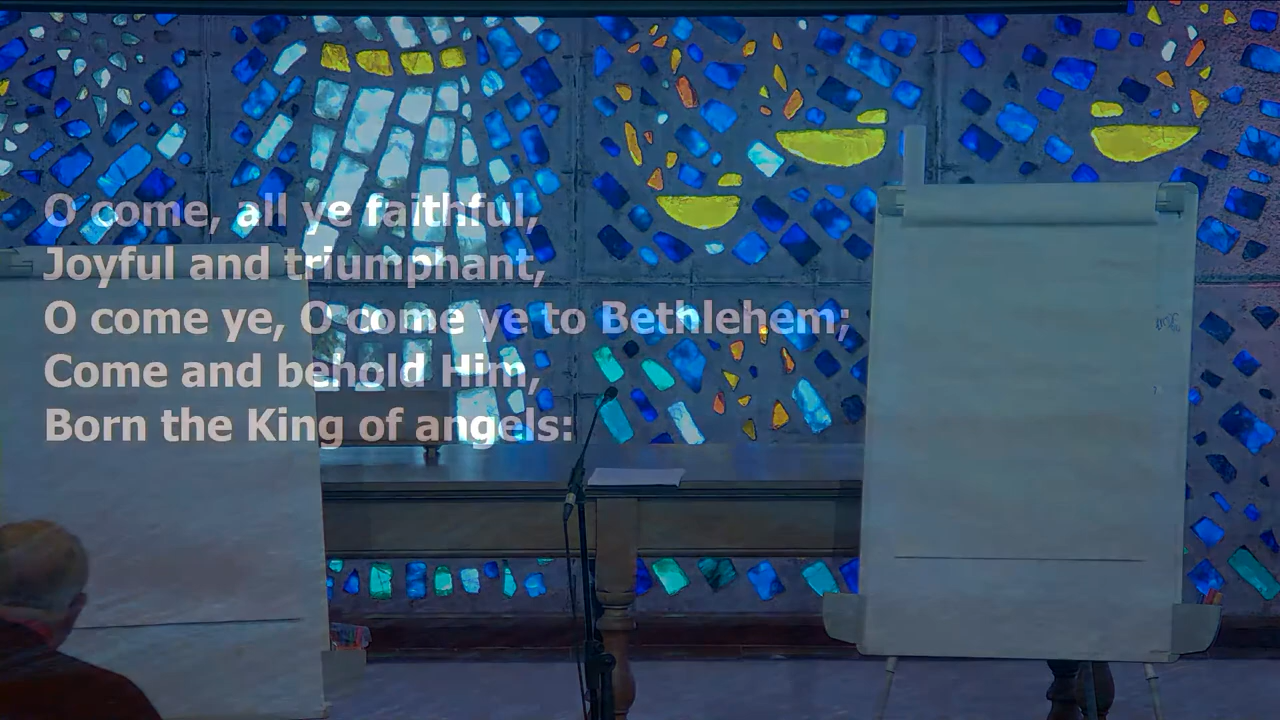 O come, all ye faithful,
Joyful and triumphant,
O come ye, O come ye to Bethlehem;
Come and behold Him,
Born the King of angels: